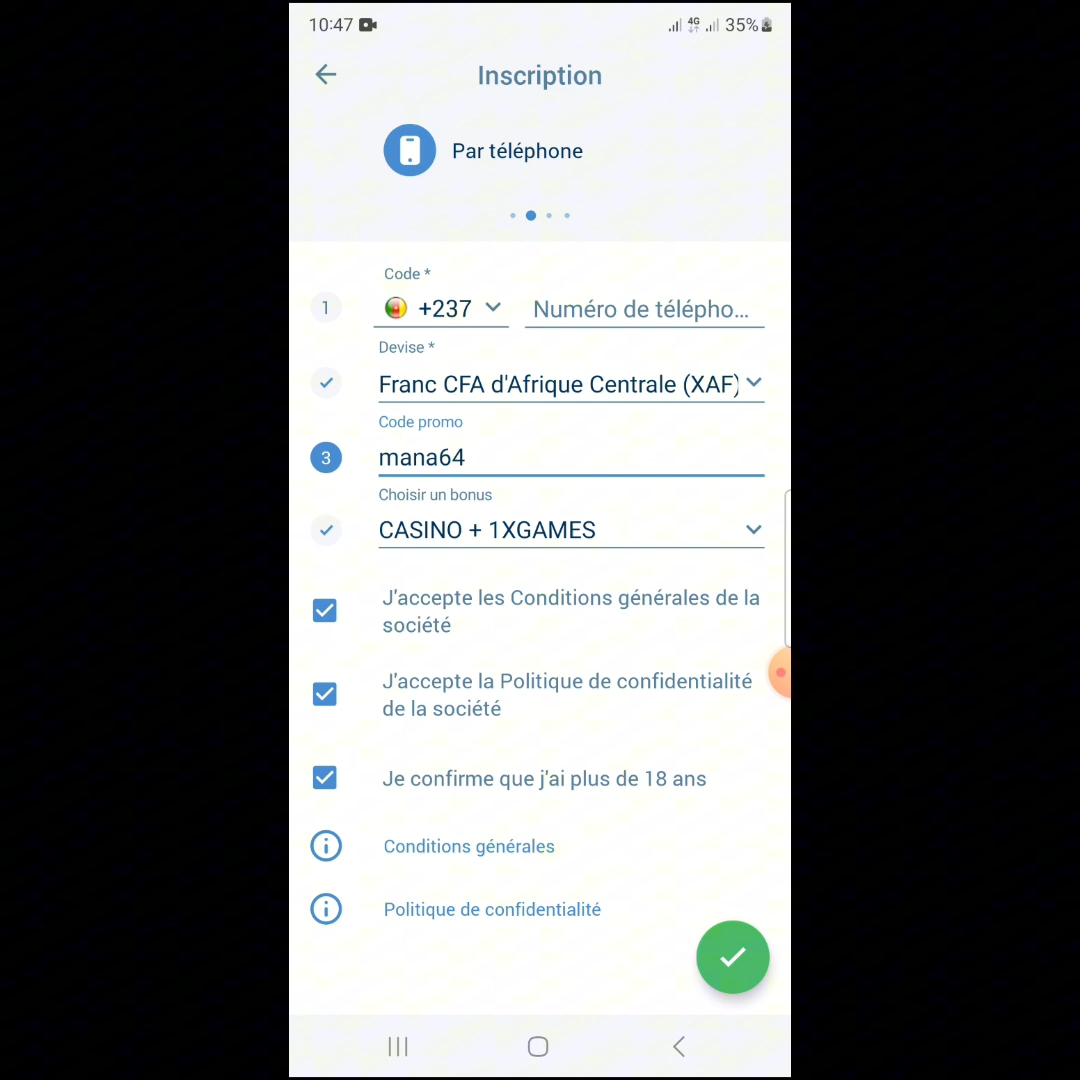 10:47 4G 35%
Inscription
Par téléphone
Code *
1 +237 Numéro de télépho...
Devise *
Franc CFA d'Afrique Centrale (XAF)
Code promo
3 mana64
Choisir un bonus
CASINO + 1XGAMES
J'accepte les Conditions générales de la
société
J'accepte la Politique de confidentialité
de la société
Je confirme que j'ai plus de 18 ans
Conditions générales
Politique de confidentialité